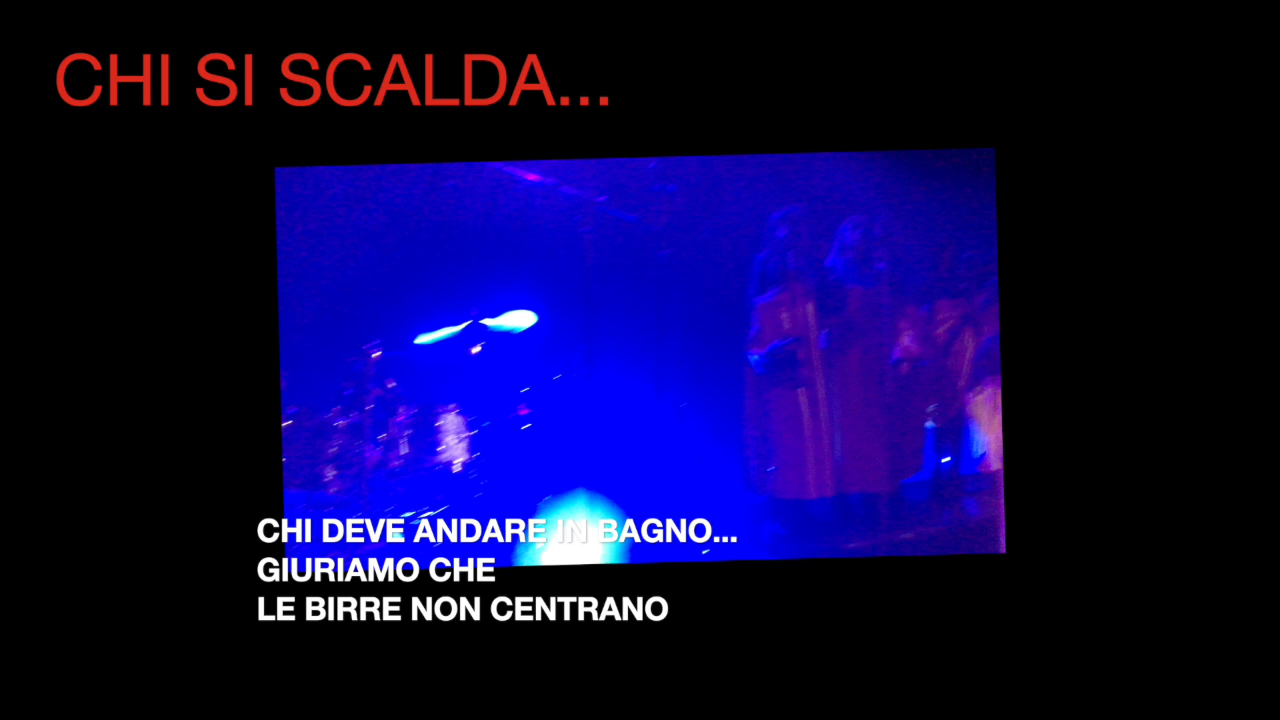 CHI SI SCALDA...
CHI DEVE ANDARE IN BAGNO...
GIURIAMO CHE
LE BIRRE NON CENTRANO